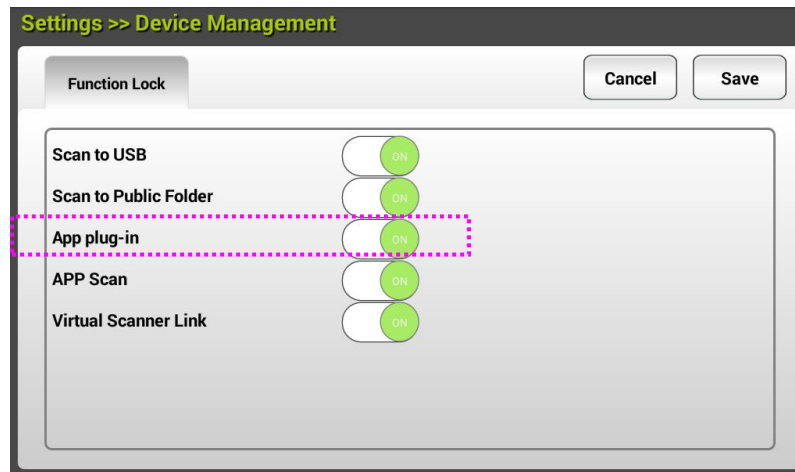 Settings >> Device Management
Function Lock
Cancel
Save
Scan to USB
ON
Scan to Public Folder
ON
App plug-in
ON
APP Scan
ON
Virtual Scanner Link
ON